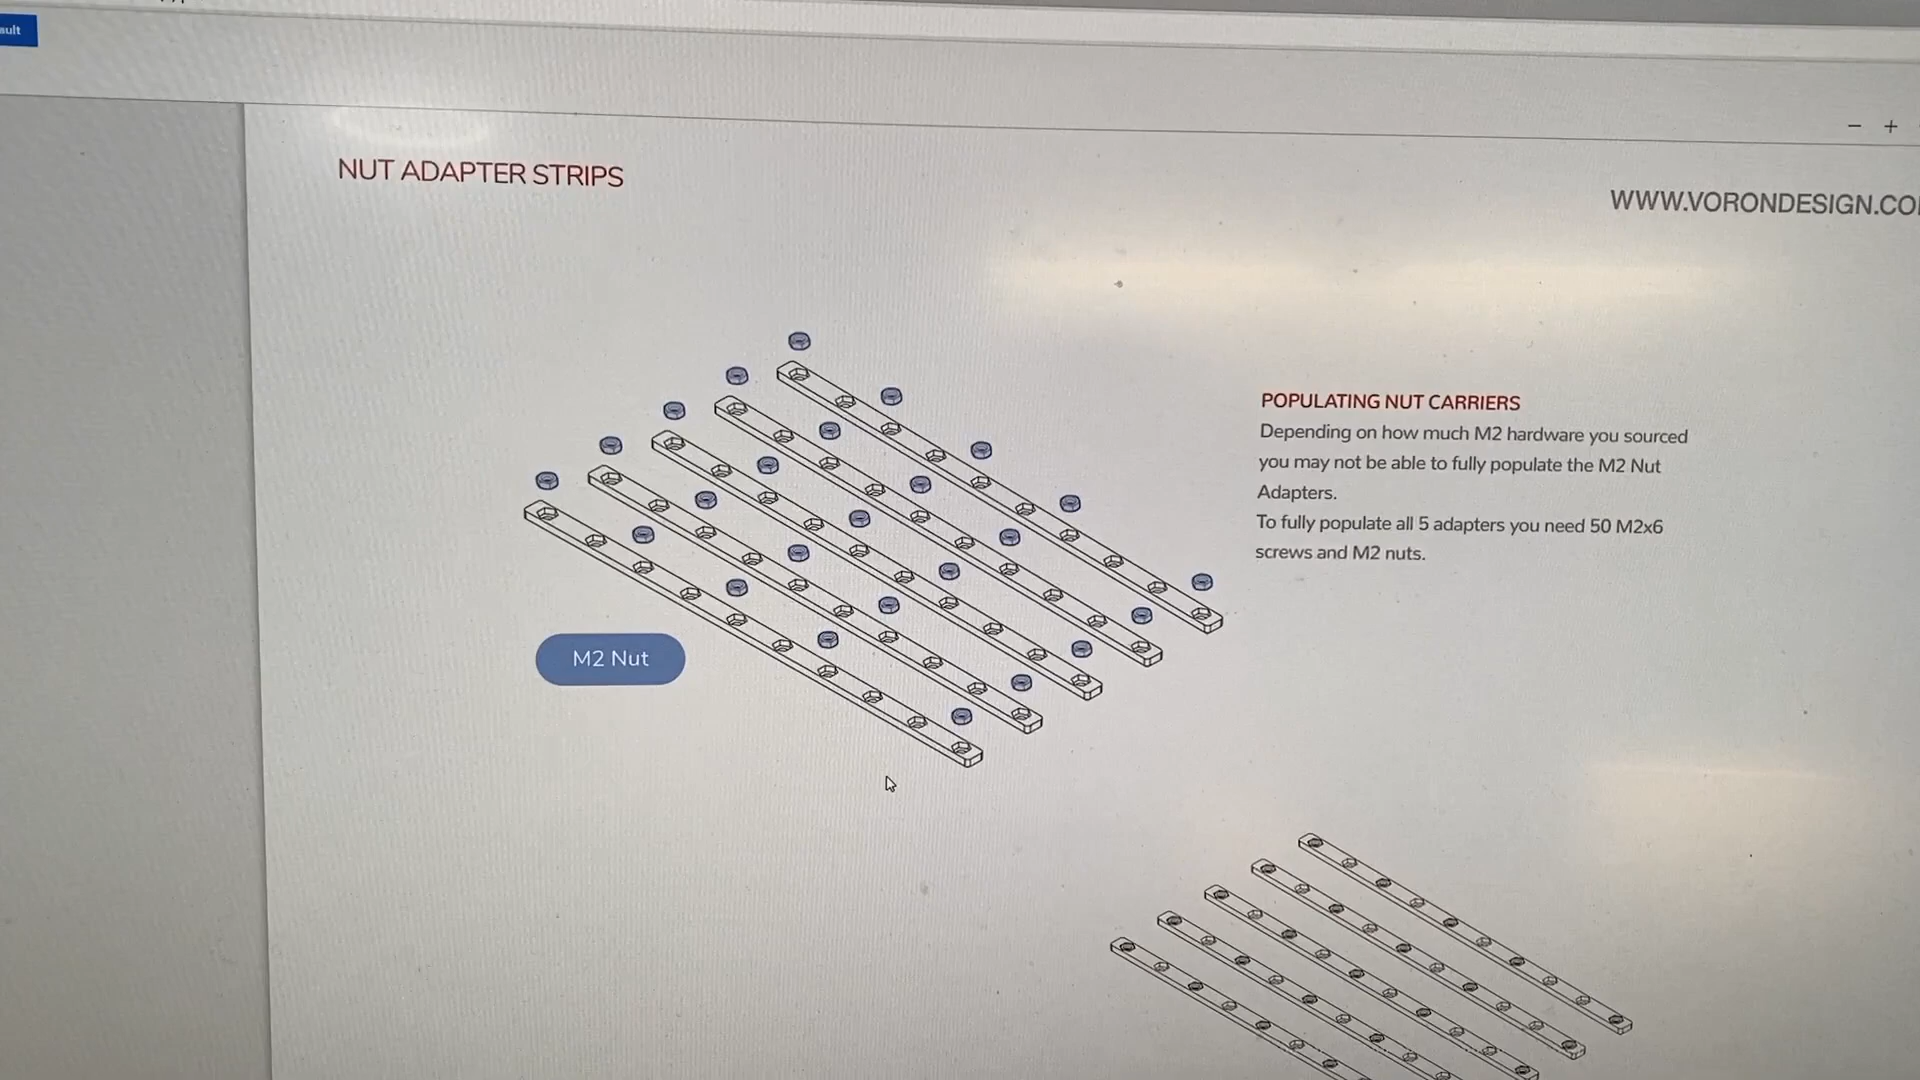 NUT ADAPTER STRIPS
WWW.VORONDESIGN.CO
POPULATING NUT CARRIERS
Depending on how much M2 hardware you sourced
you may not be able to fully populate the M2 Nut
Adapters.
To fully populate all 5 adapters you need 50 M2x6
screws and M2 nuts.
M2 Nut